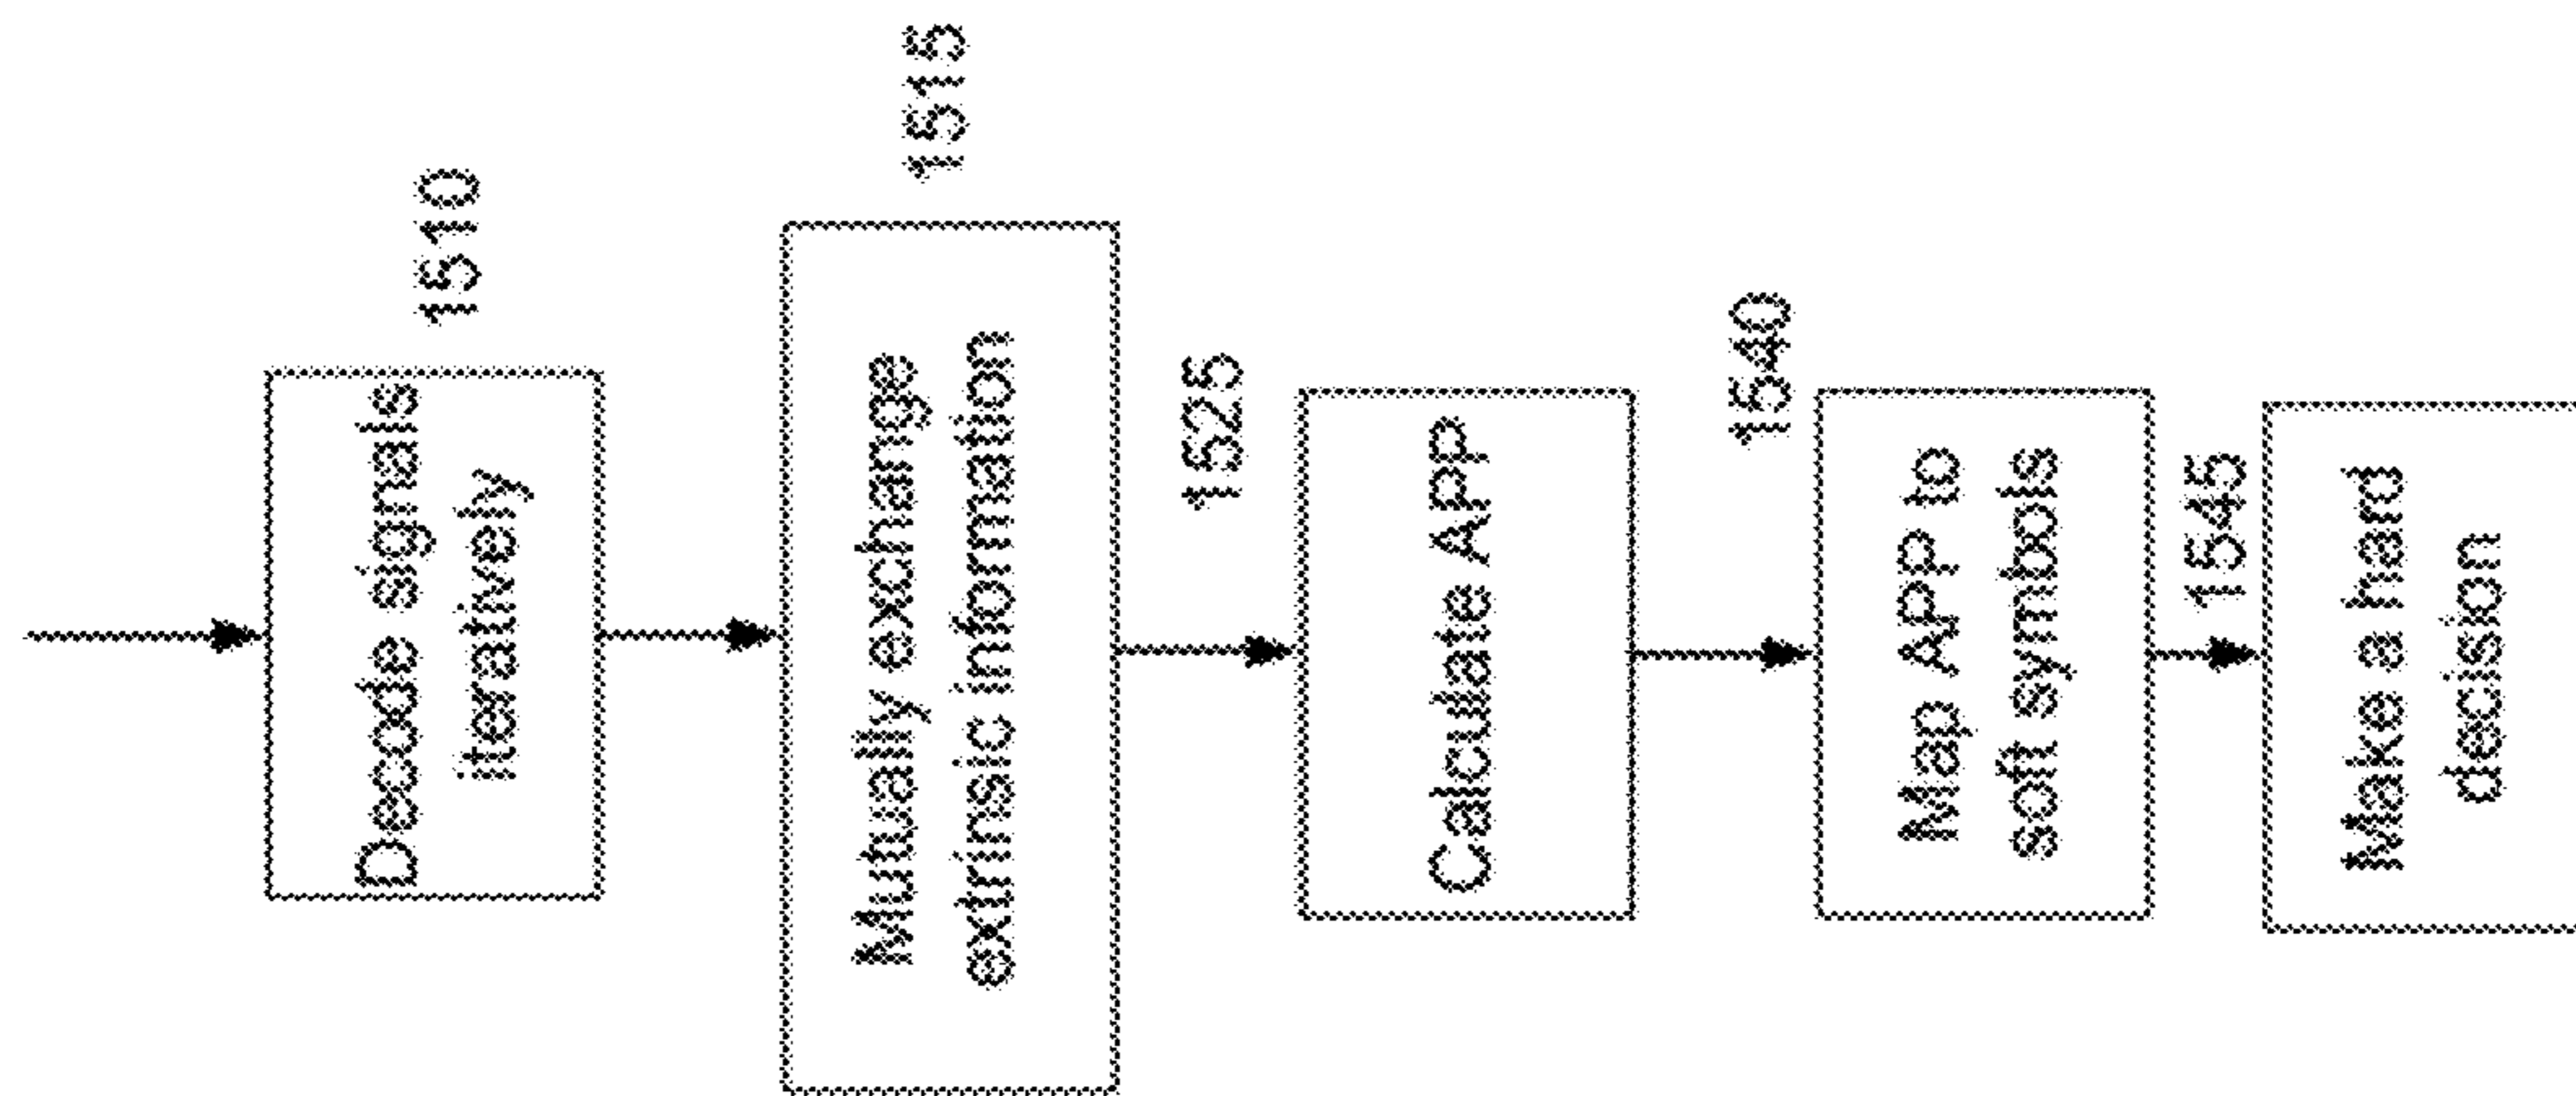 1510
Decode signals
iteratively
1515
Mutually exchange
extrinsic information
1525
Calculate APP
1540
Map APP to
soft symbols
1545
Make a hard
decision